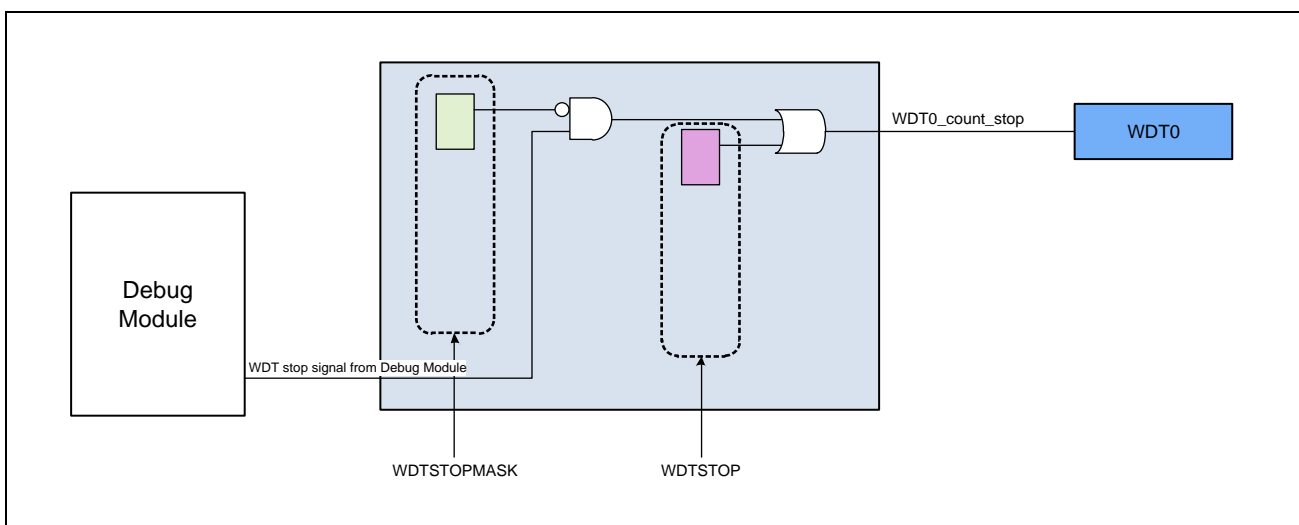 WDT0_count_stop
WDT0
Debug
Module
WDT stop signal from Debug Module
WDTSTOPMASK
WDTSTOP